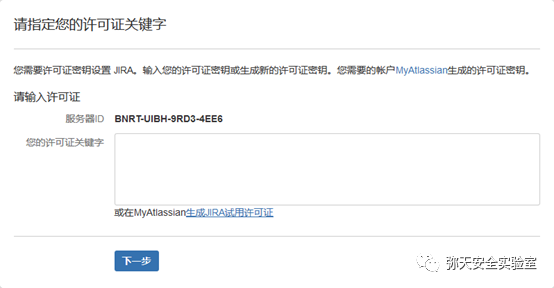 请指定您的许可证关键字
您需要许可证密钥设置 JIRA。输入您的许可证密钥或生成新的许可证密钥。您需要的帐户MyAtlassian生成的许可证密钥。
请输入许可证
服务器ID BNRT-UIBH-9RD3-4EE6
您的许可证关键字
或在MyAtlassian生成JIRA试用许可证
下一步
弥天安全实验室